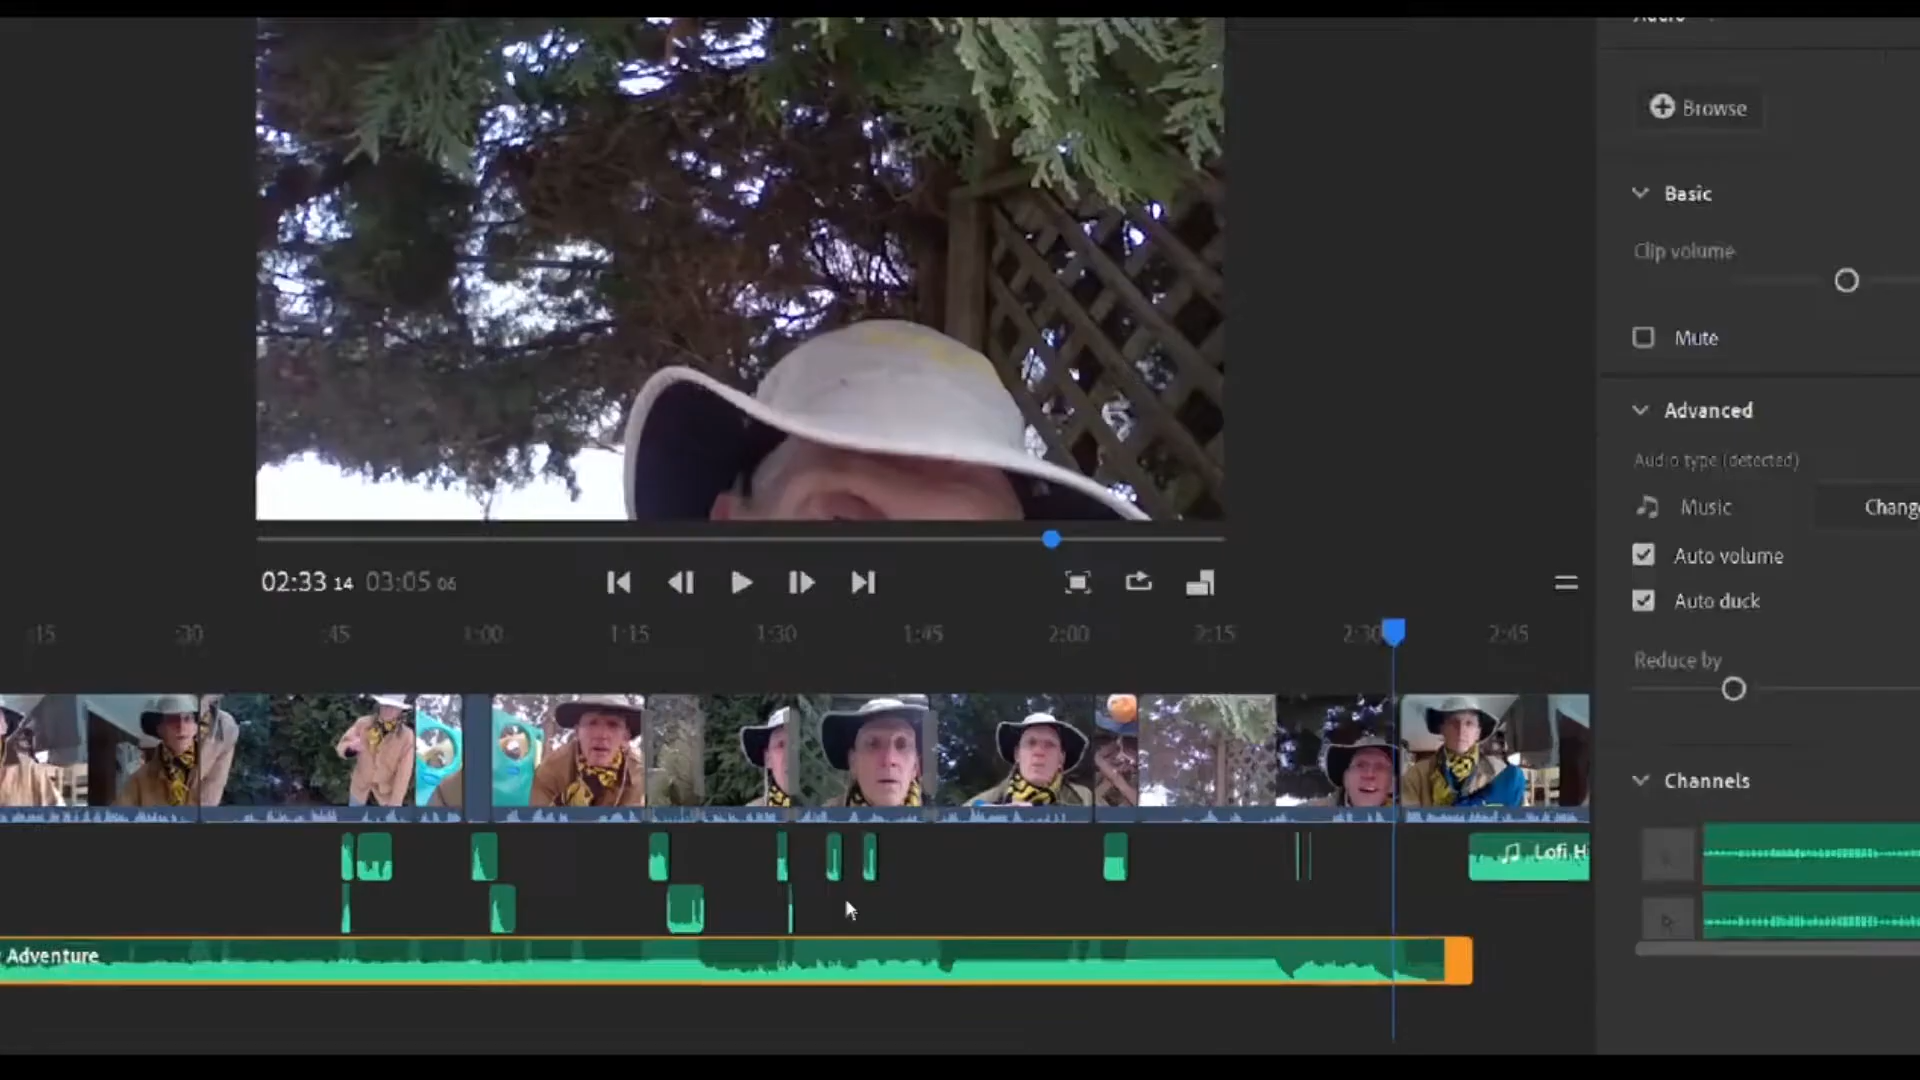 Audio
Browse
Basic
Clip volume
Mute
Advanced
Audio type (detected)
Music
Change
Auto volume
Auto duck
Reduce by
Channels
02:33 14 03:05 06
:15 :30 :45 1:00 1:15 1:30 1:45 2:00 2:15 2:30 2:45
Lofi H
Adventure